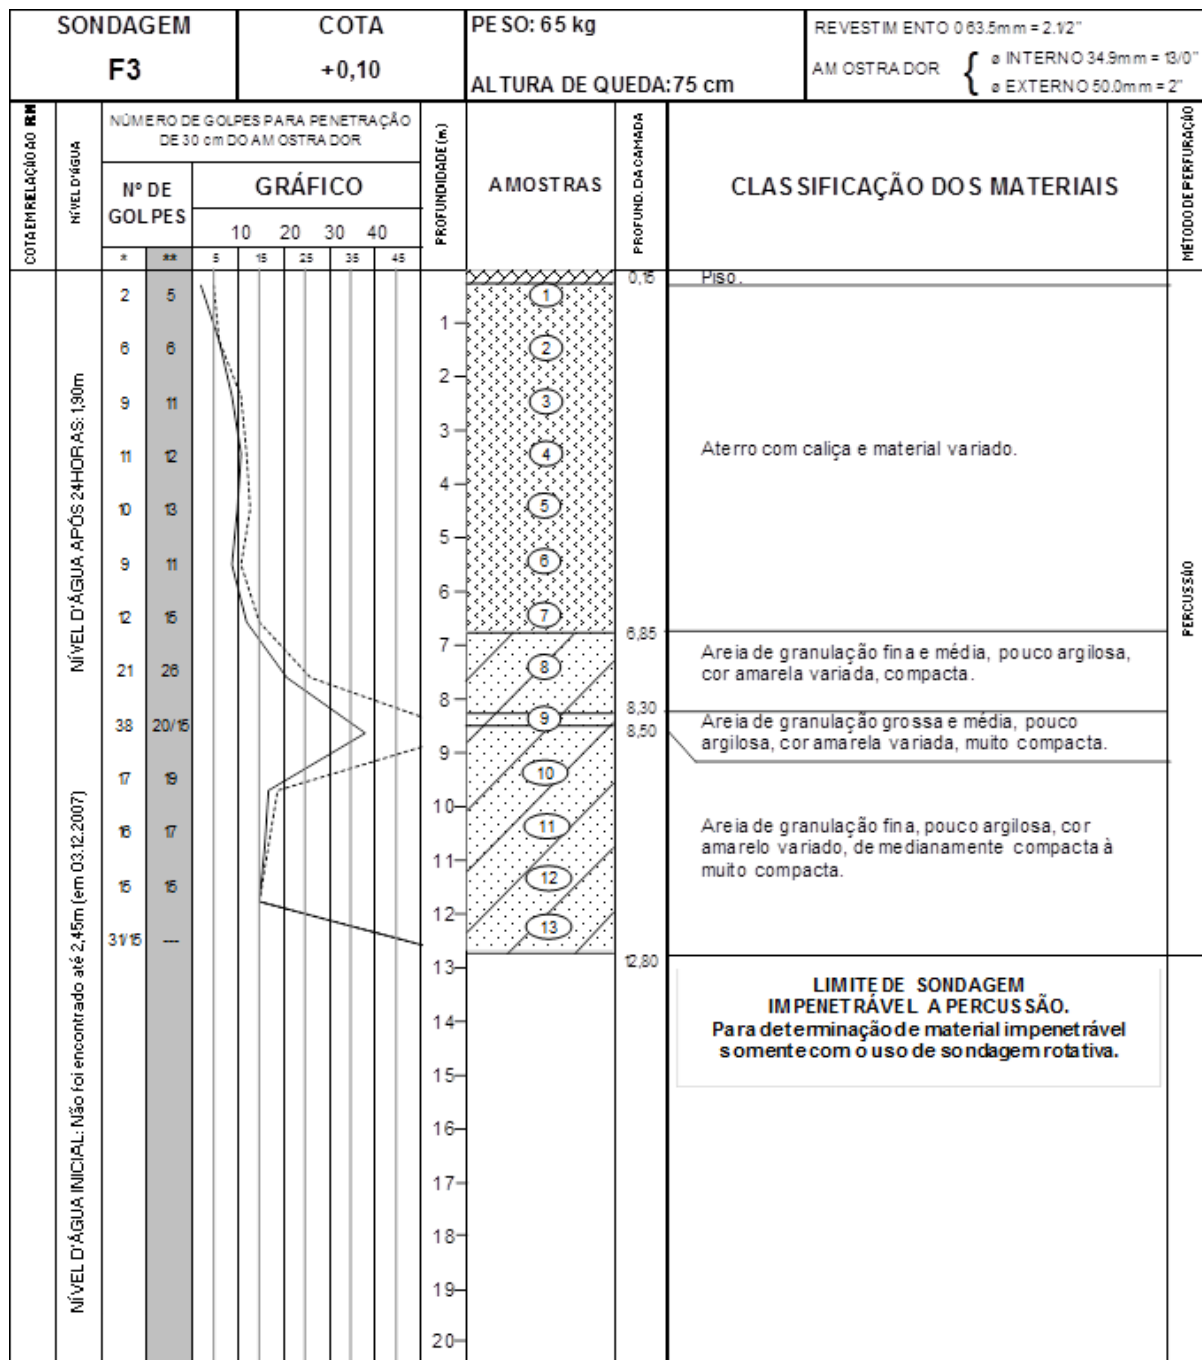 SONDAGEM
F3
COTA
+0,10
PESO: 65 kg
ALTURA DE QUEDA:75 cm
REVESTIMENTO 0 63.5mm = 2.1/2"
AMOSTRADOR {
ø INTERNO 34.9mm = 13/0"
ø EXTERNO 50.0mm = 2"
COTA EM RELAÇÃO AO RN
NÍVEL D'ÁGUA
NÚMERO DE GOLPES PARA PENETRAÇÃO
DE 30 cm DO AMOSTRADOR
Nº DE
GOLPES
GRÁFICO
10 20 30 40
* ** 5 15 25 35 45
PROFUNDIDADE (m.)
AMOSTRAS
PROFUND. DA CAMADA
CLASSIFICAÇÃO DOS MATERIAIS
MÉTODO DE PERFURAÇÃO
NÍVEL D'ÁGUA APÓS 24HORAS: 1,90m
NÍVEL D'ÁGUA INICIAL: Não foi encontrado até 2,45m (em 03.12.2007)
2 5
6 6
9 11
11 12
10 13
9 11
12 15
21 26
38 20/15
17 19
16 17
15 15
31/15 ---
1
2
3
4
5
6
7
8
9
10
11
12
13
14
15
16
17
18
19
20
1
2
3
4
5
6
7
8
9
10
11
12
13
0,15
6,85
8,30
8,50
12,80
Piso.
Aterro com caliça e material variado.
Areia de granulação fina e média, pouco argilosa,
cor amarela variada, compacta.
Areia de granulação grossa e média, pouco
argilosa, cor amarela variada, muito compacta.
Areia de granulação fina, pouco argilosa, cor
amarelo variado, de medianamente compacta à
muito compacta.
LIMITE DE SONDAGEM
IMPENETRÁVEL A PERCUSSÃO.
Para determinação de material impenetrável
somente com o uso de sondagem rotativa.
PERCUSSÃO